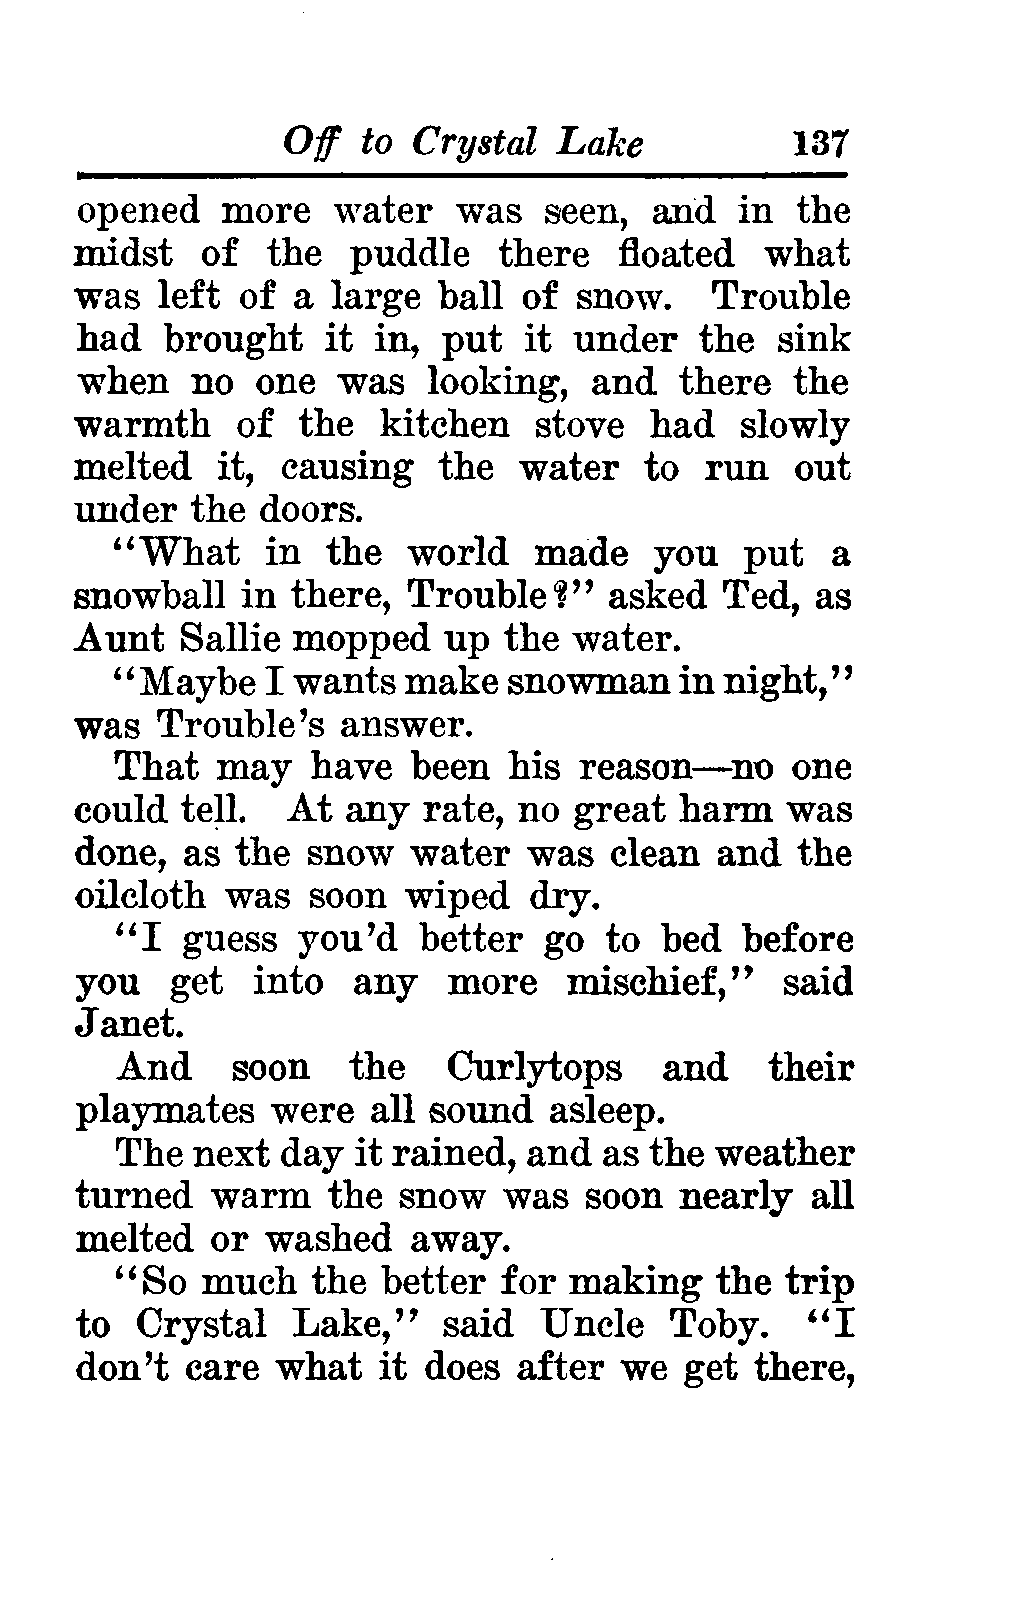 Off to Crystal Lake 137
opened more water was seen, and in the
midst of the puddle there floated what
was left of a large ball of snow. Trouble
had brought it in, put it under the sink
when no one was looking, and there the
warmth of the kitchen stove had slowly
melted it, causing the water to run out
under the doors.
“What in the world made you put a
snowball in there, Trouble?” asked Ted, as
Aunt Sallie mopped up the water.
“Maybe I wants make snowman in night,”
was Trouble’s answer.
That may have been his reason—no one
could tell. At any rate, no great harm was
done, as the snow water was clean and the
oilcloth was soon wiped dry.
“I guess you’d better go to bed before
you get into any more mischief,” said
Janet.
And soon the Curlytops and their
playmates were all sound asleep.
The next day it rained, and as the weather
turned warm the snow was soon nearly all
melted or washed away.
“So much the better for making the trip
to Crystal Lake,” said Uncle Toby. “I
don’t care what it does after we get there,